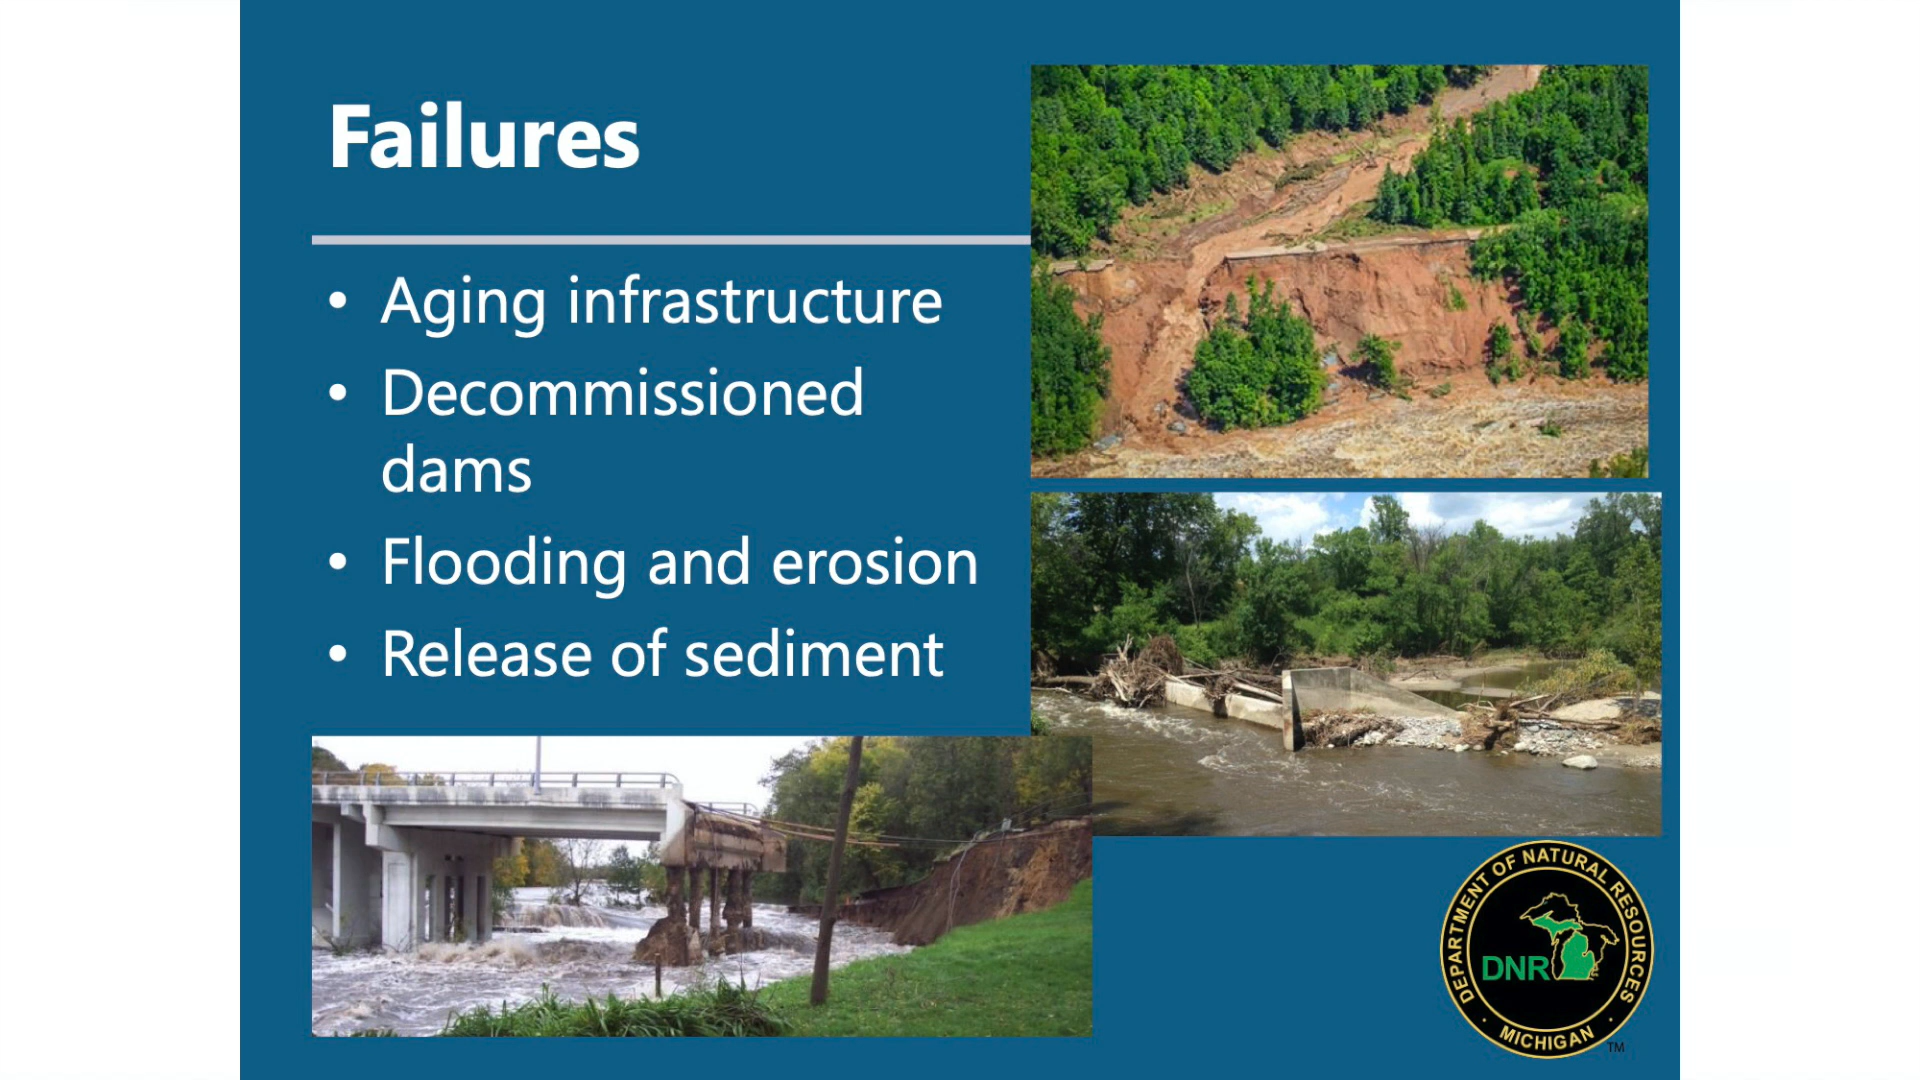 Failures
• Aging infrastructure
• Decommissioned
dams
• Flooding and erosion
• Release of sediment
DEPARTMENT OF NATURAL RESOURCES
DNR
• MICHIGAN •
TM